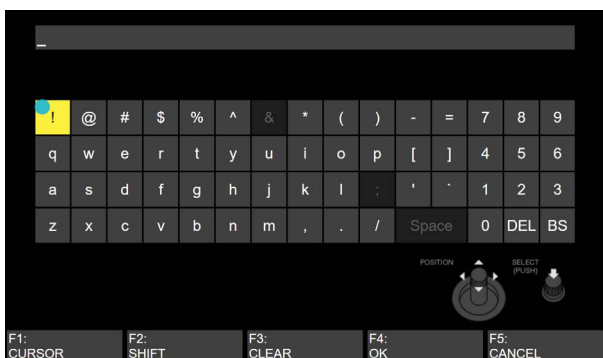 _
! @ # $ % ^ & * ( ) - = 7 8 9
q w e r t y u i o p [ ] 4 5 6
a s d f g h j k l ; ' ` 1 2 3
z x c v b n m , . / Space 0 DEL BS
POSITION SELECT
(PUSH)
F1: F2: F3: F4: F5:
CURSOR SHIFT CLEAR OK CANCEL